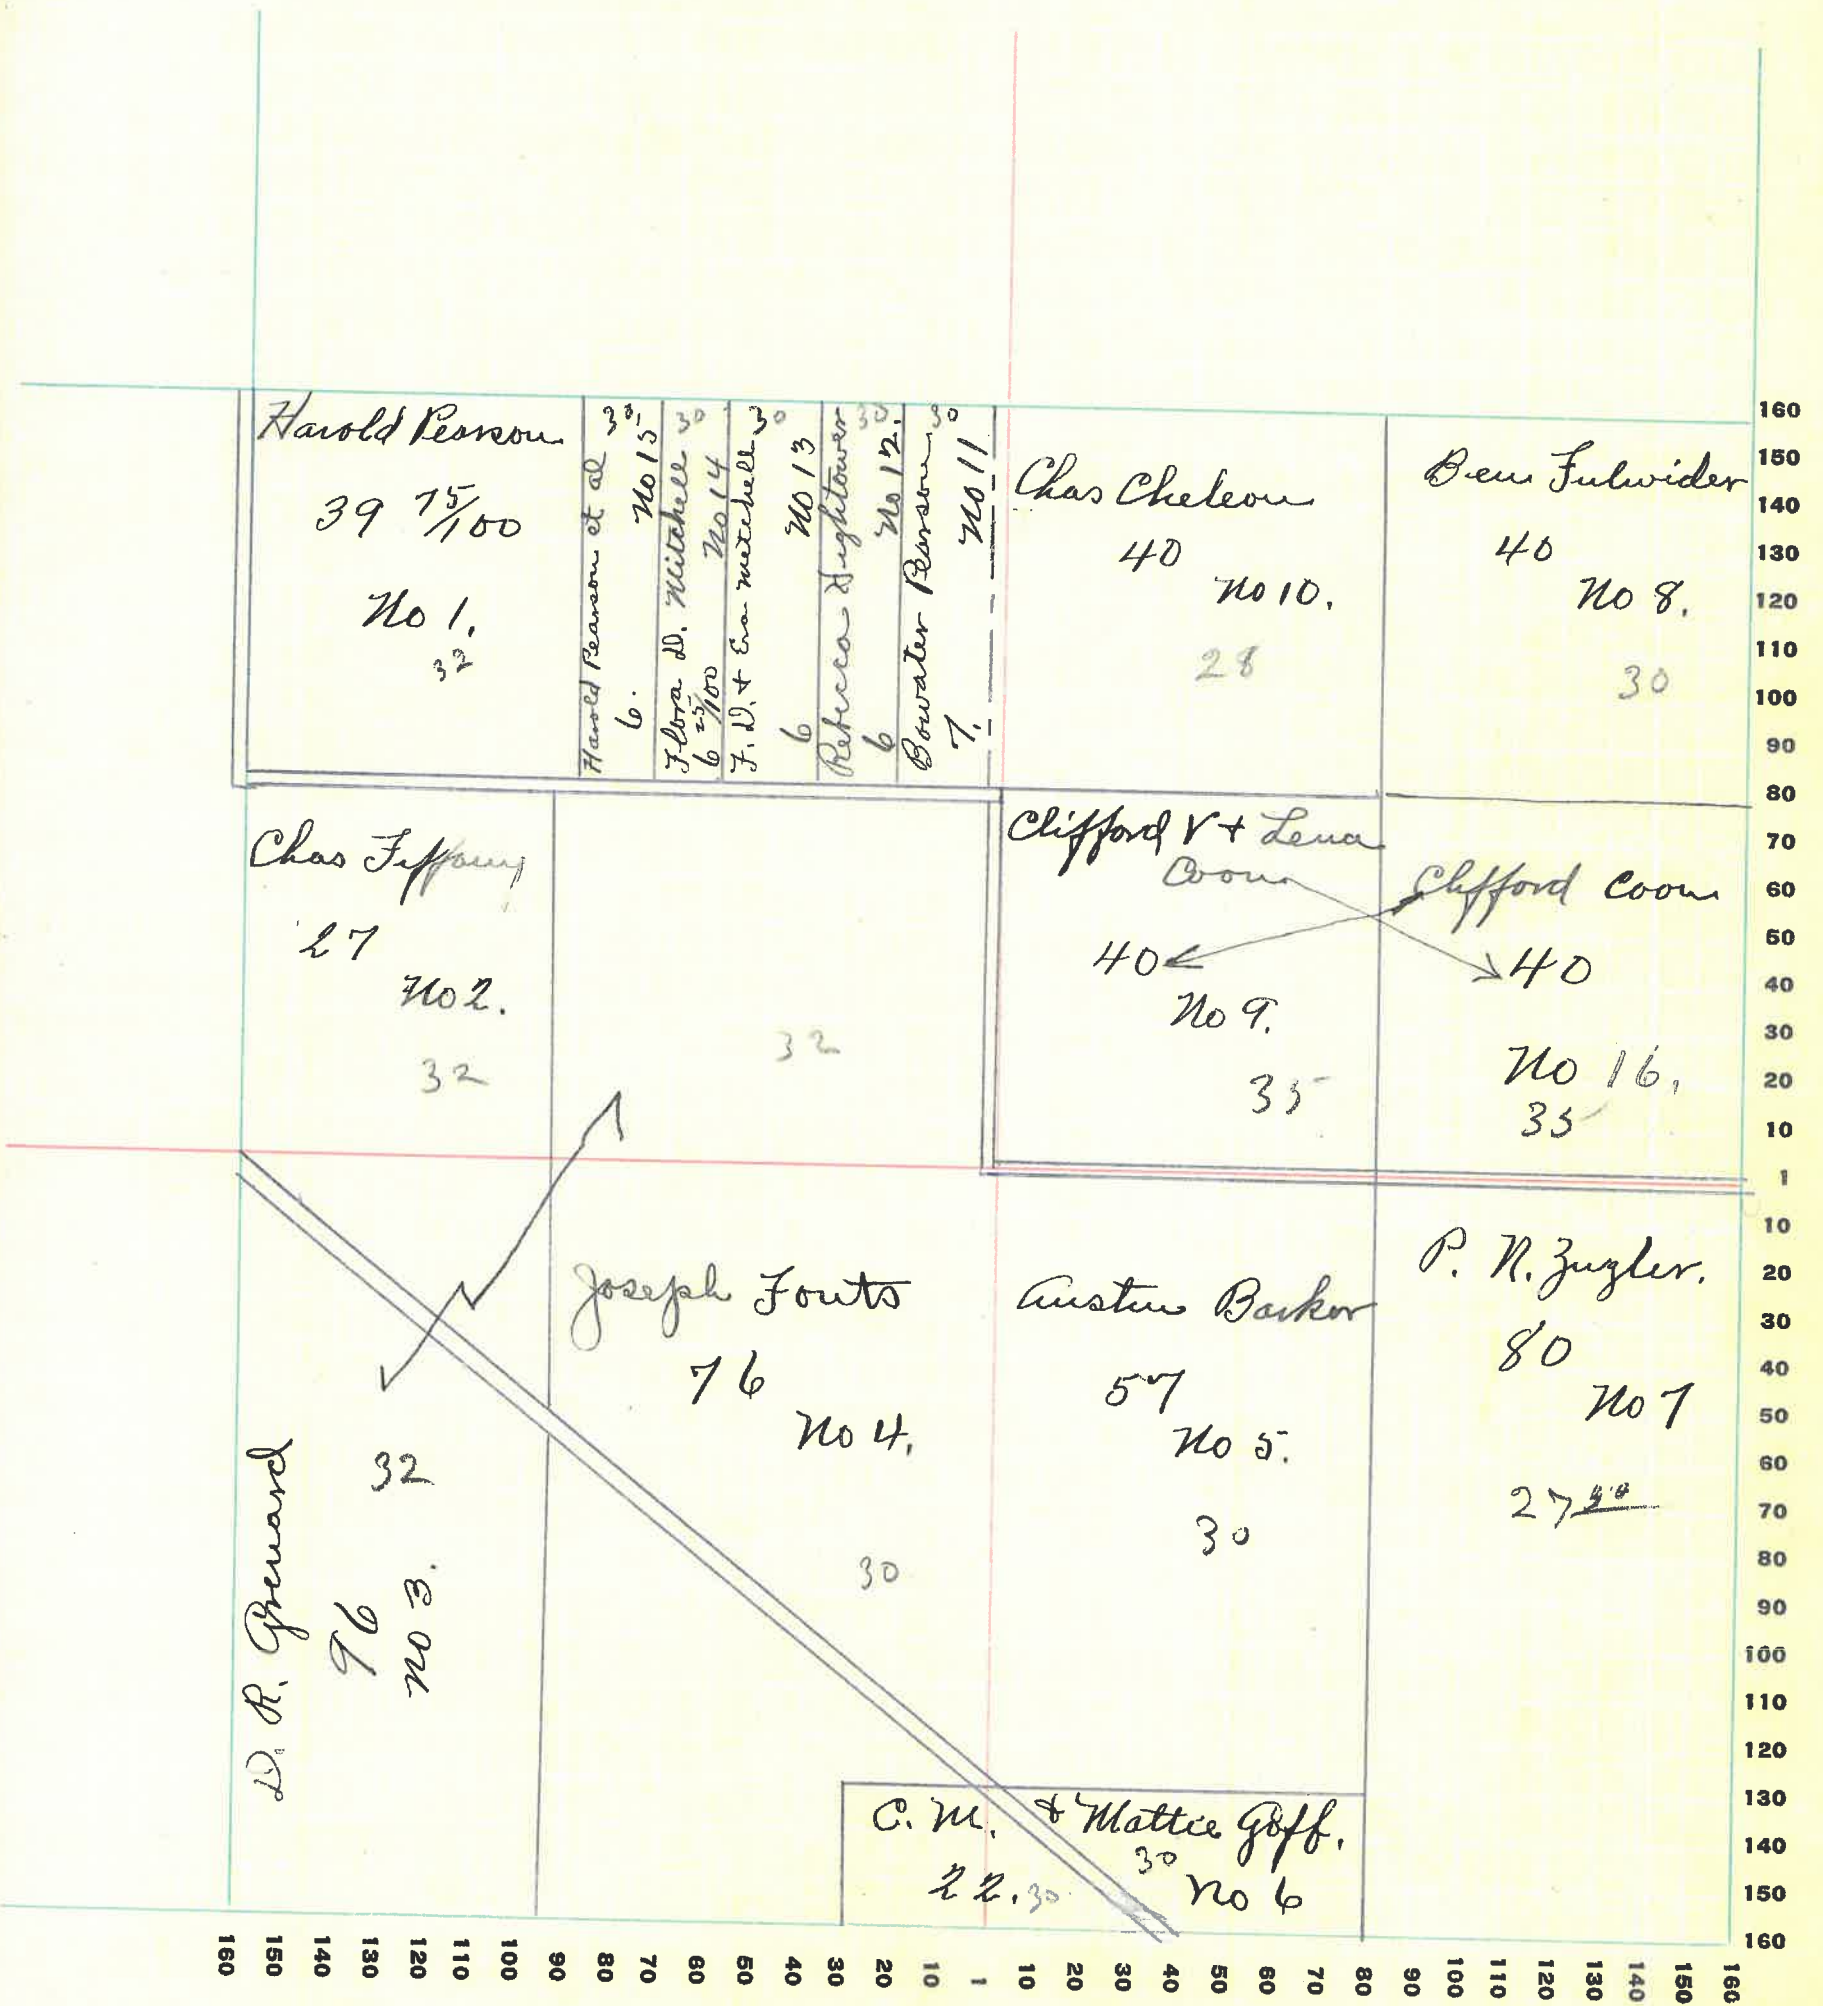 Harold Pearson
39 75/100
No 1.
32
Harold Pearson et al 30
6. No 15
Flora D. Mitchell 30
6 25/100 No 14
F. D. + Era Mitchell 30
6 No 13
Rebecca Hightower 30
6 No 12.
Bowater Pearson 30
7. No 11
Chas
40
No 10.
28
Ben Fulwider
40
No 8.
30
Chas
27
No 2.
32
32
Clifford V + Lena
Coon
40
No 9.
35
Clifford Coon
40
No 16.
35
Joseph Fouts
76
No 4.
30
Austin Barker
57
No 5.
30
P. N.
80
No 7
27 50
D. R. Grenard
96
No 3.
32
C. M. & Mattie Goff.
30
22. 30 No 6
160
150
140
130
120
110
100
90
80
70
60
50
40
30
20
10
1
10
20
30
40
50
60
70
80
90
100
110
120
130
140
150
160
160 150 140 130 120 110 100 90 80 70 60 50 40 30 20 10 1 10 20 30 40 50 60 70 80 90 100 110 120 130 140 150 160